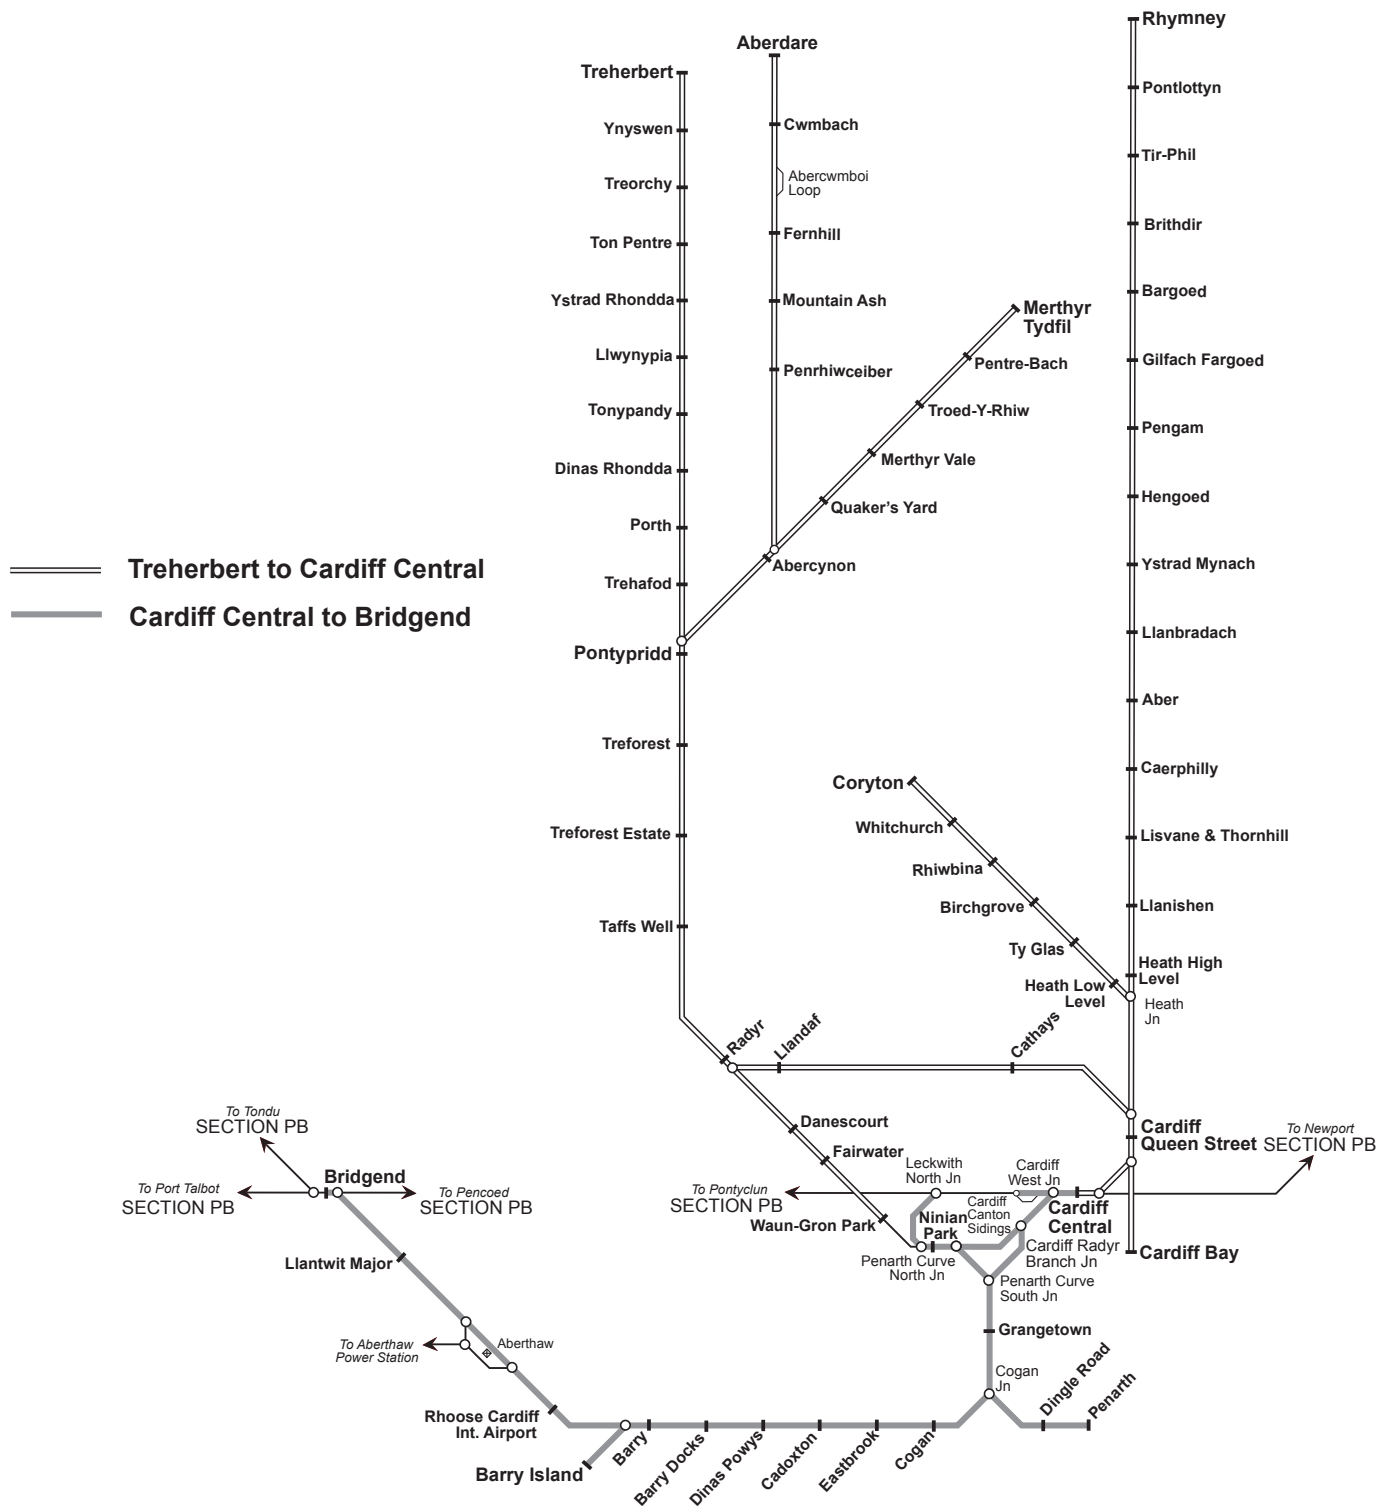 Rhymney
Aberdare
Treherbert
Pontlottyn
Ynyswen
Cwmbach
Tir-Phil
Treorchy
Abercwmboi
Loop
Brithdir
Ton Pentre
Fernhill
Bargoed
Ystrad Rhondda
Mountain Ash
Merthyr
Tydfil
Llwynypia
Penrhiwceiber
Pentre-Bach
Gilfach Fargoed
Tonypandy
Troed-Y-Rhiw
Pengam
Dinas Rhondda
Merthyr Vale
Hengoed
Porth
Quaker's Yard
Treherbert to Cardiff Central
Trehafod
Abercynon
Ystrad Mynach
Cardiff Central to Bridgend
Pontypridd
Llanbradach
Aber
Treforest
Caerphilly
Coryton
Treforest Estate
Whitchurch
Lisvane & Thornhill
Rhiwbina
Birchgrove
Llanishen
Taffs Well
Ty Glas
Heath High
Level
Heath Low
Level
Heath
Jn
Radyr
Llandaf
Cathays
To Tondu
SECTION PB
Danescourt
Cardiff
Queen Street
To Newport
SECTION PB
Fairwater
Bridgend
Leckwith
North Jn
Cardiff
West Jn
To Port Talbot
SECTION PB
To Pencoed
SECTION PB
To Pontyclun
SECTION PB
Cardiff
Canton
Sidings
Cardiff
Central
Waun-Gron Park
Ninian
Park
Cardiff Radyr
Branch Jn
Cardiff Bay
Llantwit Major
Penarth Curve
North Jn
Penarth Curve
South Jn
Grangetown
To Aberthaw
Power Station
Aberthaw
Cogan
Jn
Dingle Road
Penarth
Rhoose Cardiff
Int. Airport
Barry Island
Barry
Barry Docks
Dinas Powys
Cadoxton
Eastbrook
Cogan